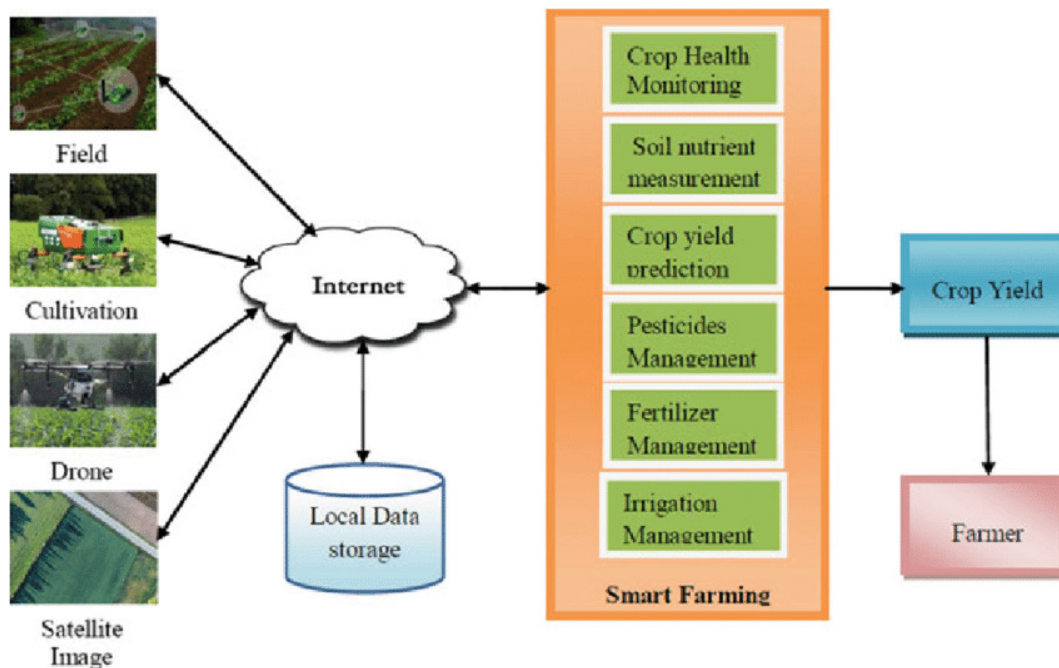 Field
Cultivation
Drone
Satellite
Image
Internet
Local Data
storage
Crop Health
Monitoring
Soil nutrient
measurement
Crop yield
prediction
Pesticides
Management
Fertilizer
Management
Irrigation
Management
Smart Farming
Crop Yield
Farmer